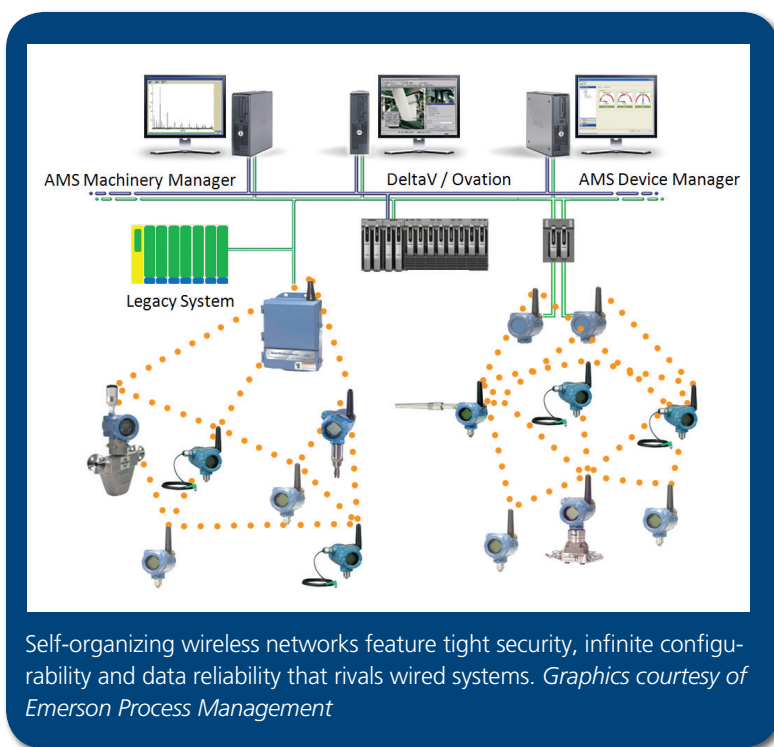 AMS Machinery Manager
DeltaV / Ovation
AMS Device Manager
Legacy System
Self-organizing wireless networks feature tight security, infinite configu-
rability and data reliability that rivals wired systems. Graphics courtesy of
Emerson Process Management